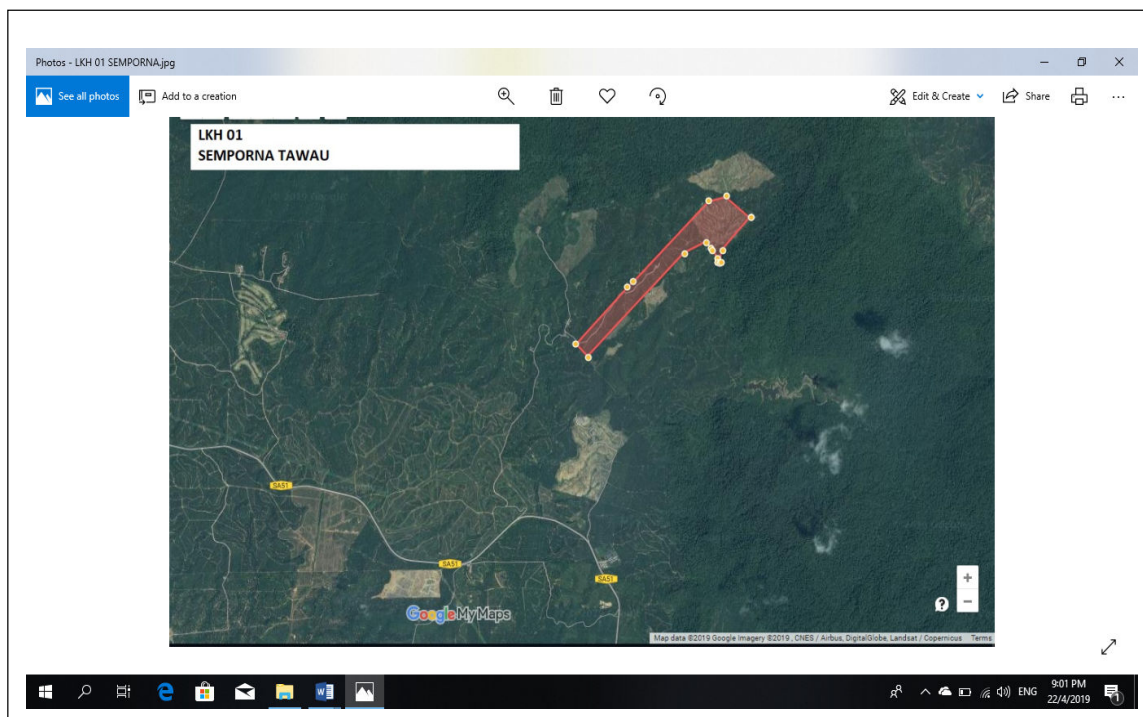 Photos - LKH 01 SEMPORNA.jpg
See all photos
Add to a creation
Edit & Create
Share
LKH 01
SEMPORNA TAWAU
SA51
SA51
SA51
Google My Maps
Map data ©2019 Google Imagery ©2019 , CNES / Airbus, DigitalGlobe, Landsat / Copernicus Terms
ENG
9:01 PM
22/4/2019